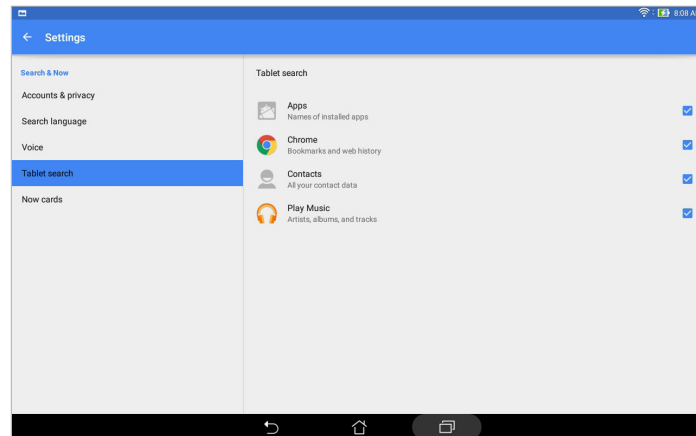 8:08 A
Settings
Search & Now
Accounts & privacy
Search language
Voice
Tablet search
Now cards
Tablet search
Apps
Names of installed apps
Chrome
Bookmarks and web history
Contacts
All your contact data
Play Music
Artists, albums, and tracks